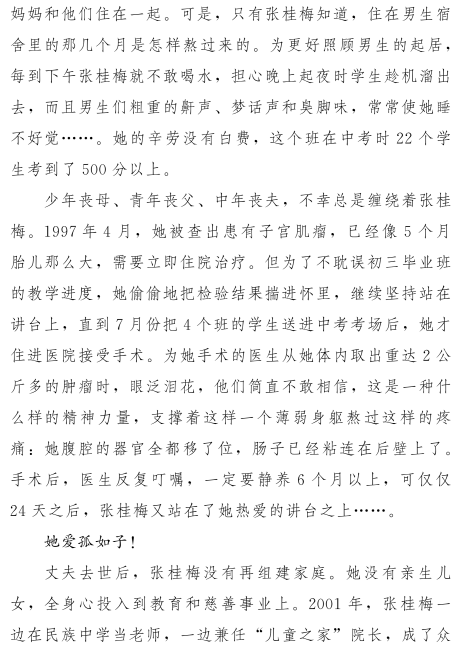 妈妈和他们住在一起。可是，只有张桂梅知道，住在男生宿
舍里的那几个月是怎样熬过来的。为更好照顾男生的起居，
每到下午张桂梅就不敢喝水，担心晚上起夜时学生趁机溜出
去，而且男生们粗重的鼾声、梦话声和臭脚味，常常使她睡
不好觉……。她的辛劳没有白费，这个班在中考时 22 个学
生考到了 500 分以上。
少年丧母、青年丧父、中年丧夫，不幸总是缠绕着张桂
梅。1997 年 4 月，她被查出患有子宫肌瘤，已经像 5 个月
胎儿那么大，需要立即住院治疗。但为了不耽误初三毕业班
的教学进度，她偷偷地把检验结果揣进怀里，继续坚持站在
讲台上，直到 7 月份把 4 个班的学生送进中考考场后，她才
住进医院接受手术。为她手术的医生从她体内取出重达 2 公
斤多的肿瘤时，眼泛泪花，他们简直不敢相信，这是一种什
么样的精神力量，支撑着这样一个薄弱身躯熬过这样的疼
痛：她腹腔的器官全都移了位，肠子已经粘连在后壁上了。
手术后，医生反复叮嘱，一定要静养 6 个月以上，可仅仅
24 天之后，张桂梅又站在了她热爱的讲台之上……。
她爱孤如子！
丈夫去世后，张桂梅没有再组建家庭。她没有亲生儿
女，全身心投入到教育和慈善事业上。2001 年，张桂梅一
边在民族中学当老师，一边兼任“儿童之家”院长，成了众